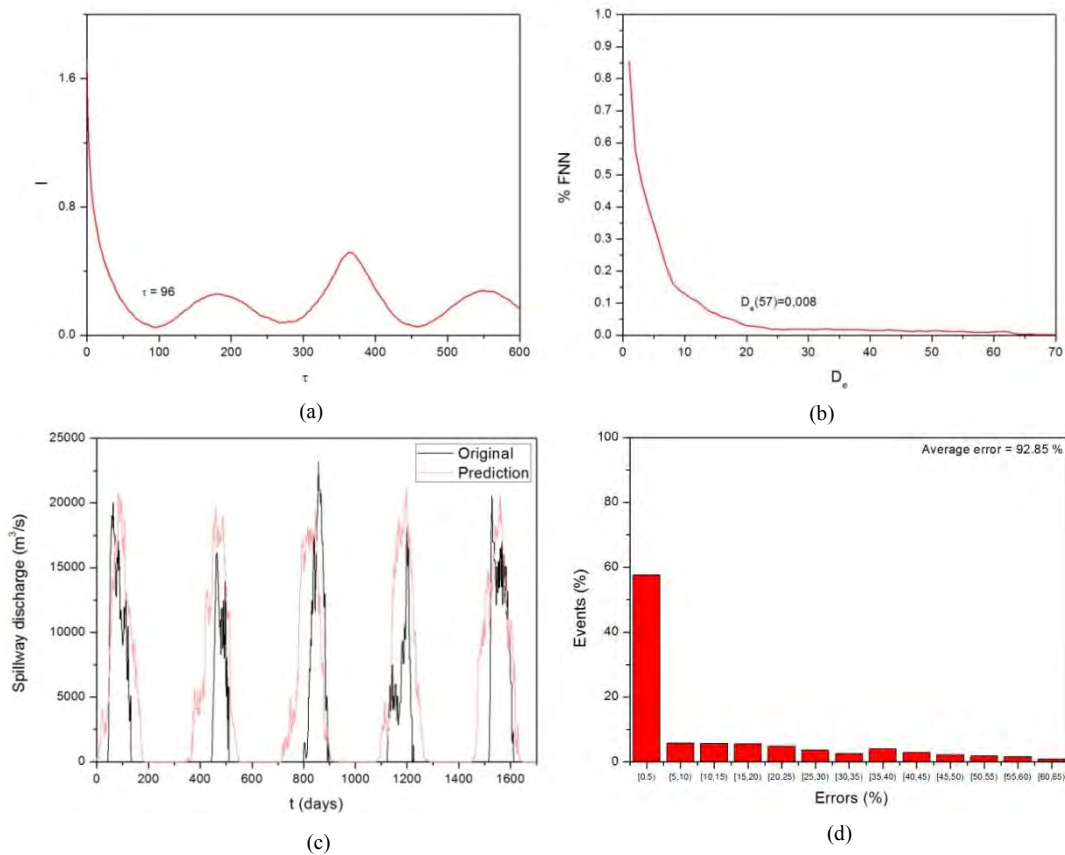 1.6
0.8
0.0
I
τ = 96
0 100 200 300 400 500 600
τ
(a)
1.0
0.9
0.8
0.7
0.6
0.5
0.4
0.3
0.2
0.1
0.0
% FNN
De(57)=0,008
0 10 20 30 40 50 60 70
De
(b)
25000
20000
15000
10000
5000
0
Spillway discharge (m³/s)
Original
Prediction
0 200 400 600 800 1000 1200 1400 1600
t (days)
(c)
100
80
60
40
20
0
Events (%)
Average error = 92.85 %
[0.5) [5,10) [10,15) [15,20) [20,25) [25,30) [30,35) [35,40) [40,45) [45,50) [50,55) [55,60) [60,65)
Errors (%)
(d)